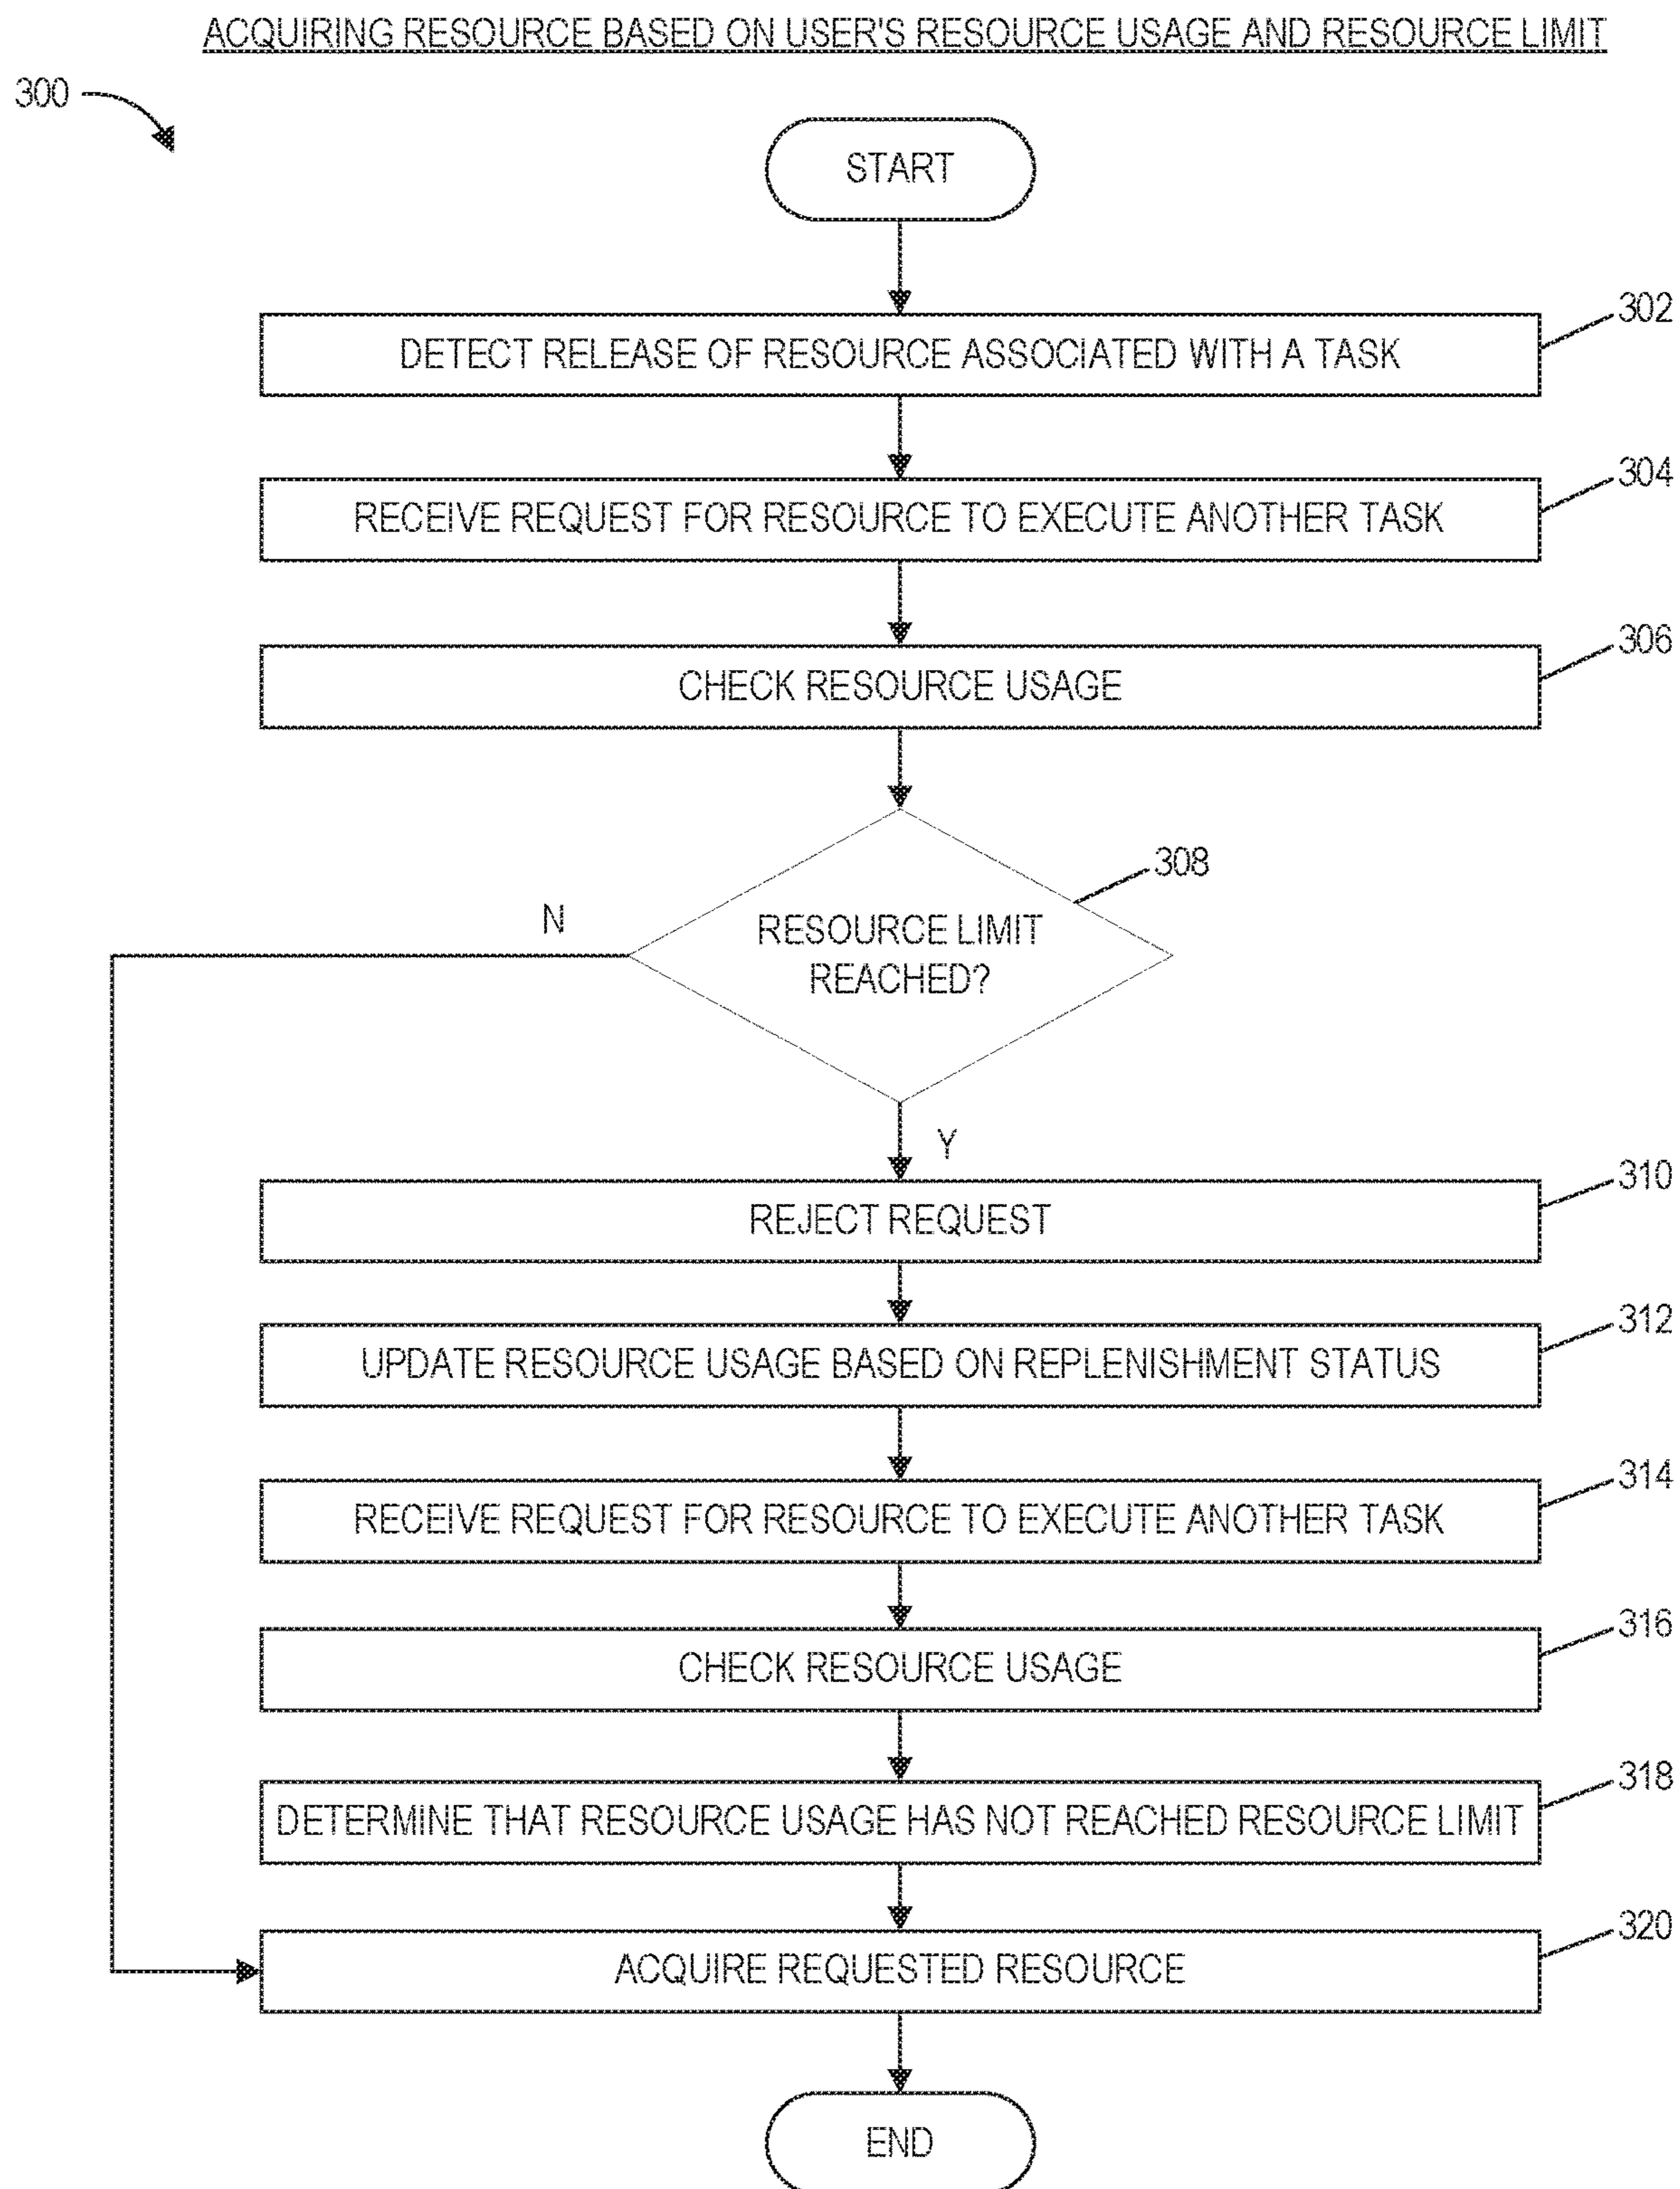 ACQUIRING RESOURCE BASED ON USER'S RESOURCE USAGE AND RESOURCE LIMIT
300
START
302
DETECT RELEASE OF RESOURCE ASSOCIATED WITH A TASK
304
RECEIVE REQUEST FOR RESOURCE TO EXECUTE ANOTHER TASK
306
CHECK RESOURCE USAGE
308
N
RESOURCE LIMIT
REACHED?
Y
310
REJECT REQUEST
312
UPDATE RESOURCE USAGE BASED ON REPLENISHMENT STATUS
314
RECEIVE REQUEST FOR RESOURCE TO EXECUTE ANOTHER TASK
316
CHECK RESOURCE USAGE
318
DETERMINE THAT RESOURCE USAGE HAS NOT REACHED RESOURCE LIMIT
320
ACQUIRE REQUESTED RESOURCE
END